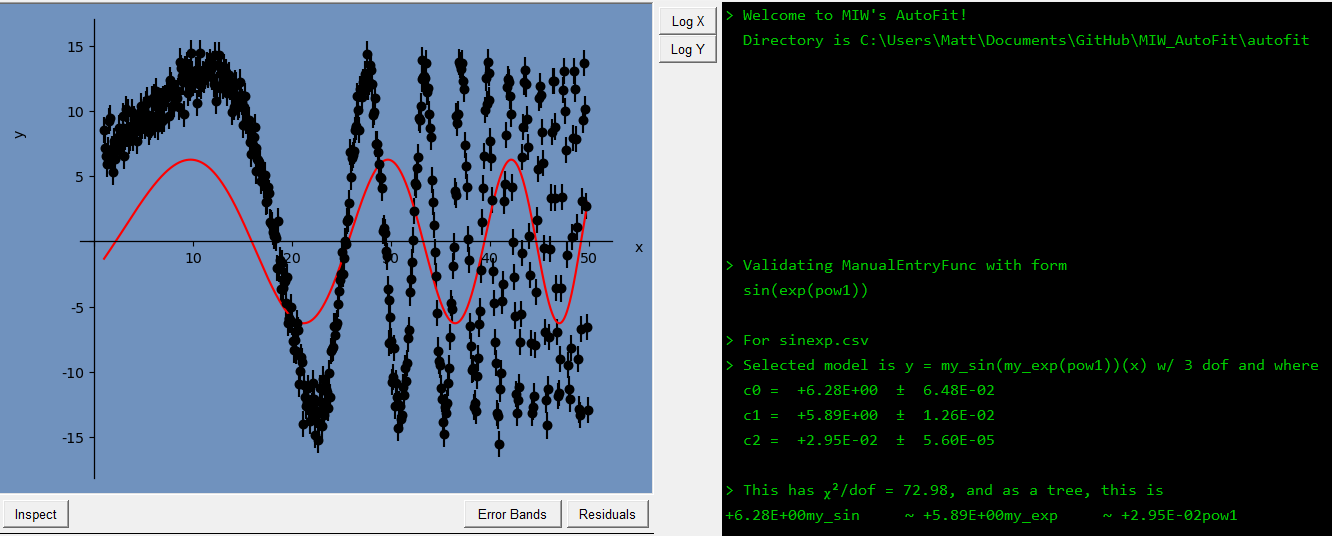 15
10
5
-5
-10
-15
y
10
20
30
40
50
x
Inspect
Error Bands
Residuals
Log X
Log Y
> Welcome to MIW's AutoFit!
Directory is C:\Users\Matt\Documents\GitHub\MIW_AutoFit\autofit
> Validating ManualEntryFunc with form
sin(exp(pow1))
> For sinexp.csv
> Selected model is y = my_sin(my_exp(pow1))(x) w/ 3 dof and where
c0 = +6.28E+00 ± 6.48E-02
c1 = +5.89E+00 ± 1.26E-02
c2 = +2.95E-02 ± 5.60E-05
> This has χ²/dof = 72.98, and as a tree, this is
+6.28E+00my_sin ~ +5.89E+00my_exp ~ +2.95E-02pow1